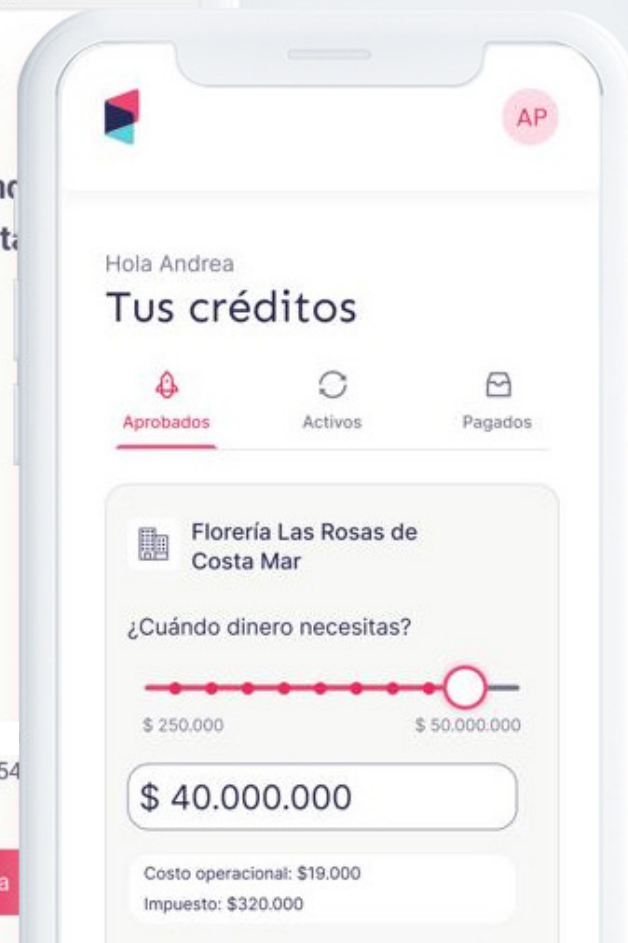 AP
Hola Andrea
Tus créditos
Aprobados
Activos
Pagados
Florería Las Rosas de
Costa Mar
¿Cuándo dinero necesitas?
$ 250.000
$ 50.000.000
$ 40.000.000
Costo operacional: $19.000
Impuesto: $320.000
54
a